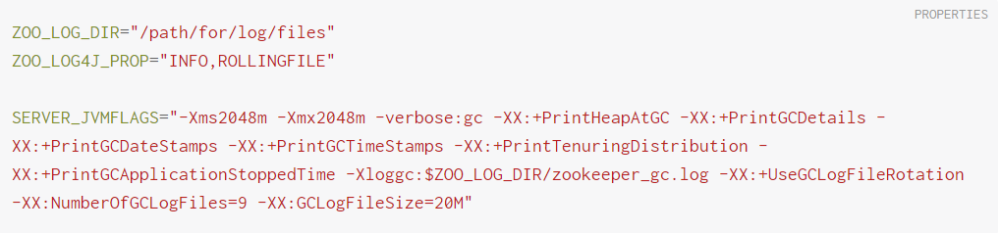 PROPERTIES
ZOO_LOG_DIR="/path/for/log/files"
ZOO_LOG4J_PROP="INFO,ROLLINGFILE"
SERVER_JVMFLAGS="-Xms2048m -Xmx2048m -verbose:gc -XX:+PrintHeapAtGC -XX:+PrintGCDetails -
XX:+PrintGCDateStamps -XX:+PrintGCTimeStamps -XX:+PrintTenuringDistribution -
XX:+PrintGCApplicationStoppedTime -Xloggc:$ZOO_LOG_DIR/zookeeper_gc.log -XX:+UseGCLogFileRotation
-XX:NumberOfGCLogFiles=9 -XX:GCLogFileSize=20M"